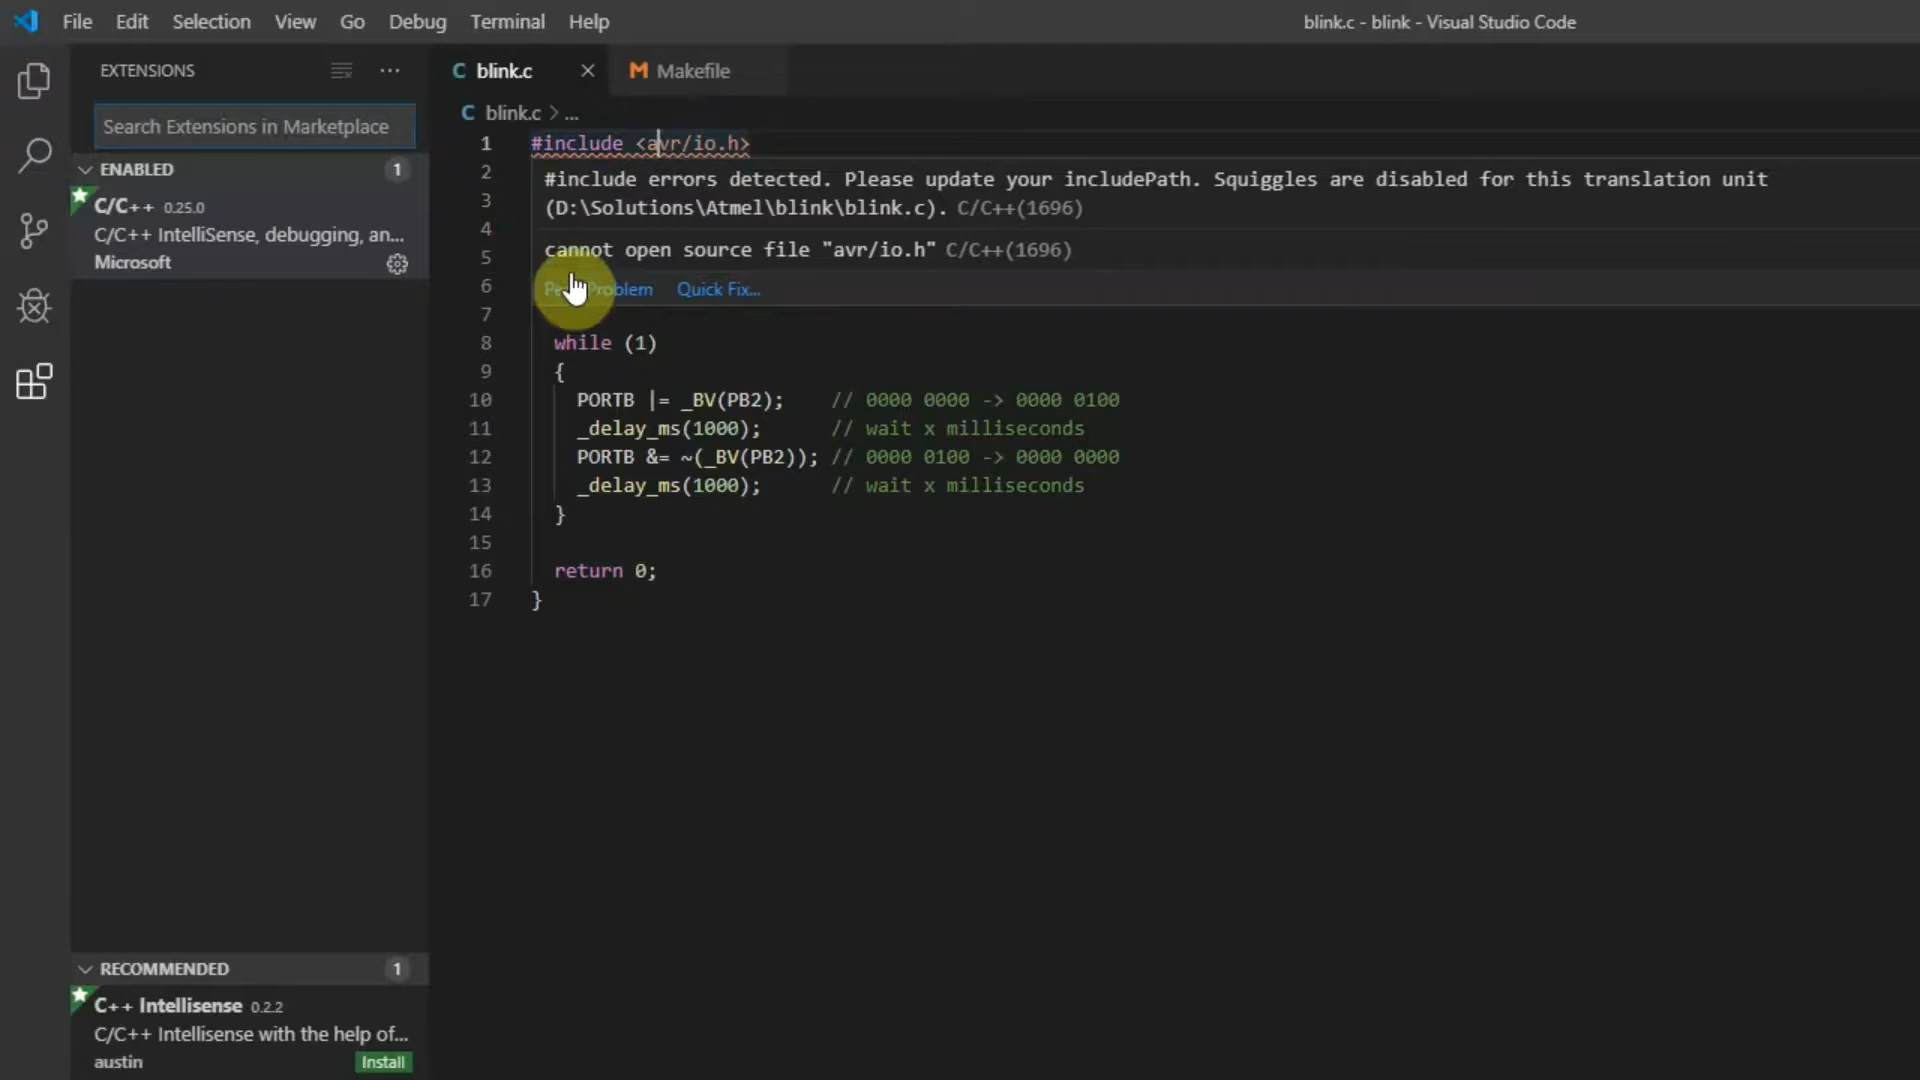 File Edit Selection View Go Debug Terminal Help
blink.c - blink - Visual Studio Code
EXTENSIONS
Search Extensions in Marketplace
ENABLED 1
C/C++ 0.25.0
C/C++ IntelliSense, debugging, an...
Microsoft
RECOMMENDED 1
C++ Intellisense 0.2.2
C/C++ Intellisense with the help of...
austin Install
C blink.c M Makefile
C blink.c > ...
1 #include <avr/io.h>
2
#include errors detected. Please update your includePath. Squiggles are disabled for this translation unit
3
(D:\Solutions\Atmel\blink\blink.c). C/C++(1696)
4
5
cannot open source file "avr/io.h" C/C++(1696)
6
Problem Quick Fix...
7
8 while (1)
9 {
10 PORTB |= _BV(PB2); // 0000 0000 -> 0000 0100
11 _delay_ms(1000); // wait x milliseconds
12 PORTB &= ~(_BV(PB2)); // 0000 0100 -> 0000 0000
13 _delay_ms(1000); // wait x milliseconds
14 }
15
16 return 0;
17 }